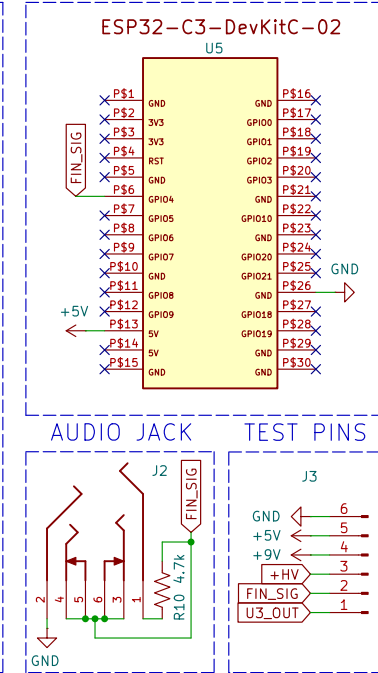 ESP32-C3-DevKitC-02
U5
P$1 GND GND P$16
P$2 3V3 GPIO0 P$17
P$3 3V3 GPIO1 P$18
P$4 RST GPIO2 P$19
P$5 GND GPIO3 P$20
FIN_SIG
P$6 GPIO4 GND P$21
P$7 GPIO5 GPIO10 P$22
P$8 GPIO6 GND P$23
P$9 GPIO7 GPIO20 P$24
P$10 GND GPIO21 P$25
GND
P$11 GPIO8 GND P$26
P$12 GPIO9 GPIO18 P$27
+5V
P$13 5V GPIO19 P$28
P$14 5V GND P$29
P$15 GND GND P$30
AUDIO JACK
J2
FIN_SIG
R10 4.7k
2 4 5 6 3 1
GND
TEST PINS
J3
GND 6
+5V 5
+9V 4
+HV 3
FIN_SIG 2
U3_OUT 1